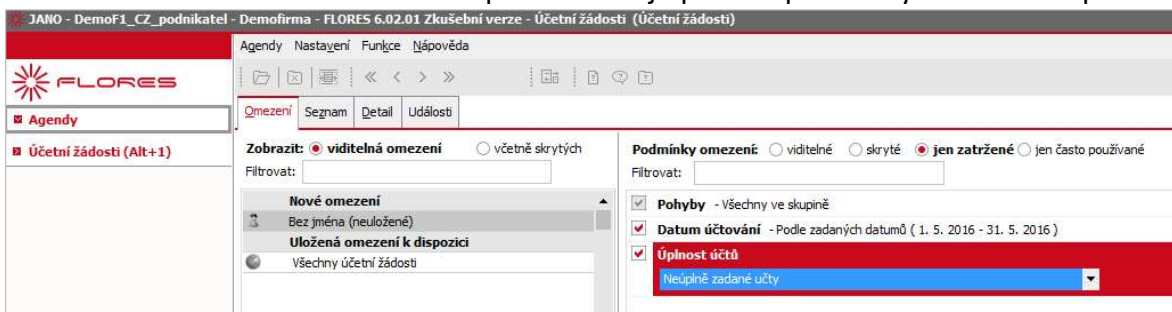 JANO - DemoF1_CZ_podnikatel - Demofirma - FLORES 6.02.01 Zkušební verze - Účetní žádosti (Účetní žádosti)
Agendy Nastavení Funkce Nápověda
FLORES
Omezení Seznam Detail Události
Agendy
Účetní žádosti (Alt+1)
Zobrazit: viditelná omezení včetně skrytých
Filtrovat:
Nové omezení
Bez jména (neuložené)
Uložená omezení k dispozici
Všechny účetní žádosti
Podmínky omezení: viditelné skryté jen zatržené jen často používané
Filtrovat:
Pohyby - Všechny ve skupině
Datum účtování - Podle zadaných datumů ( 1. 5. 2016 - 31. 5. 2016 )
Úplnost účtů
Neúplně zadané učty